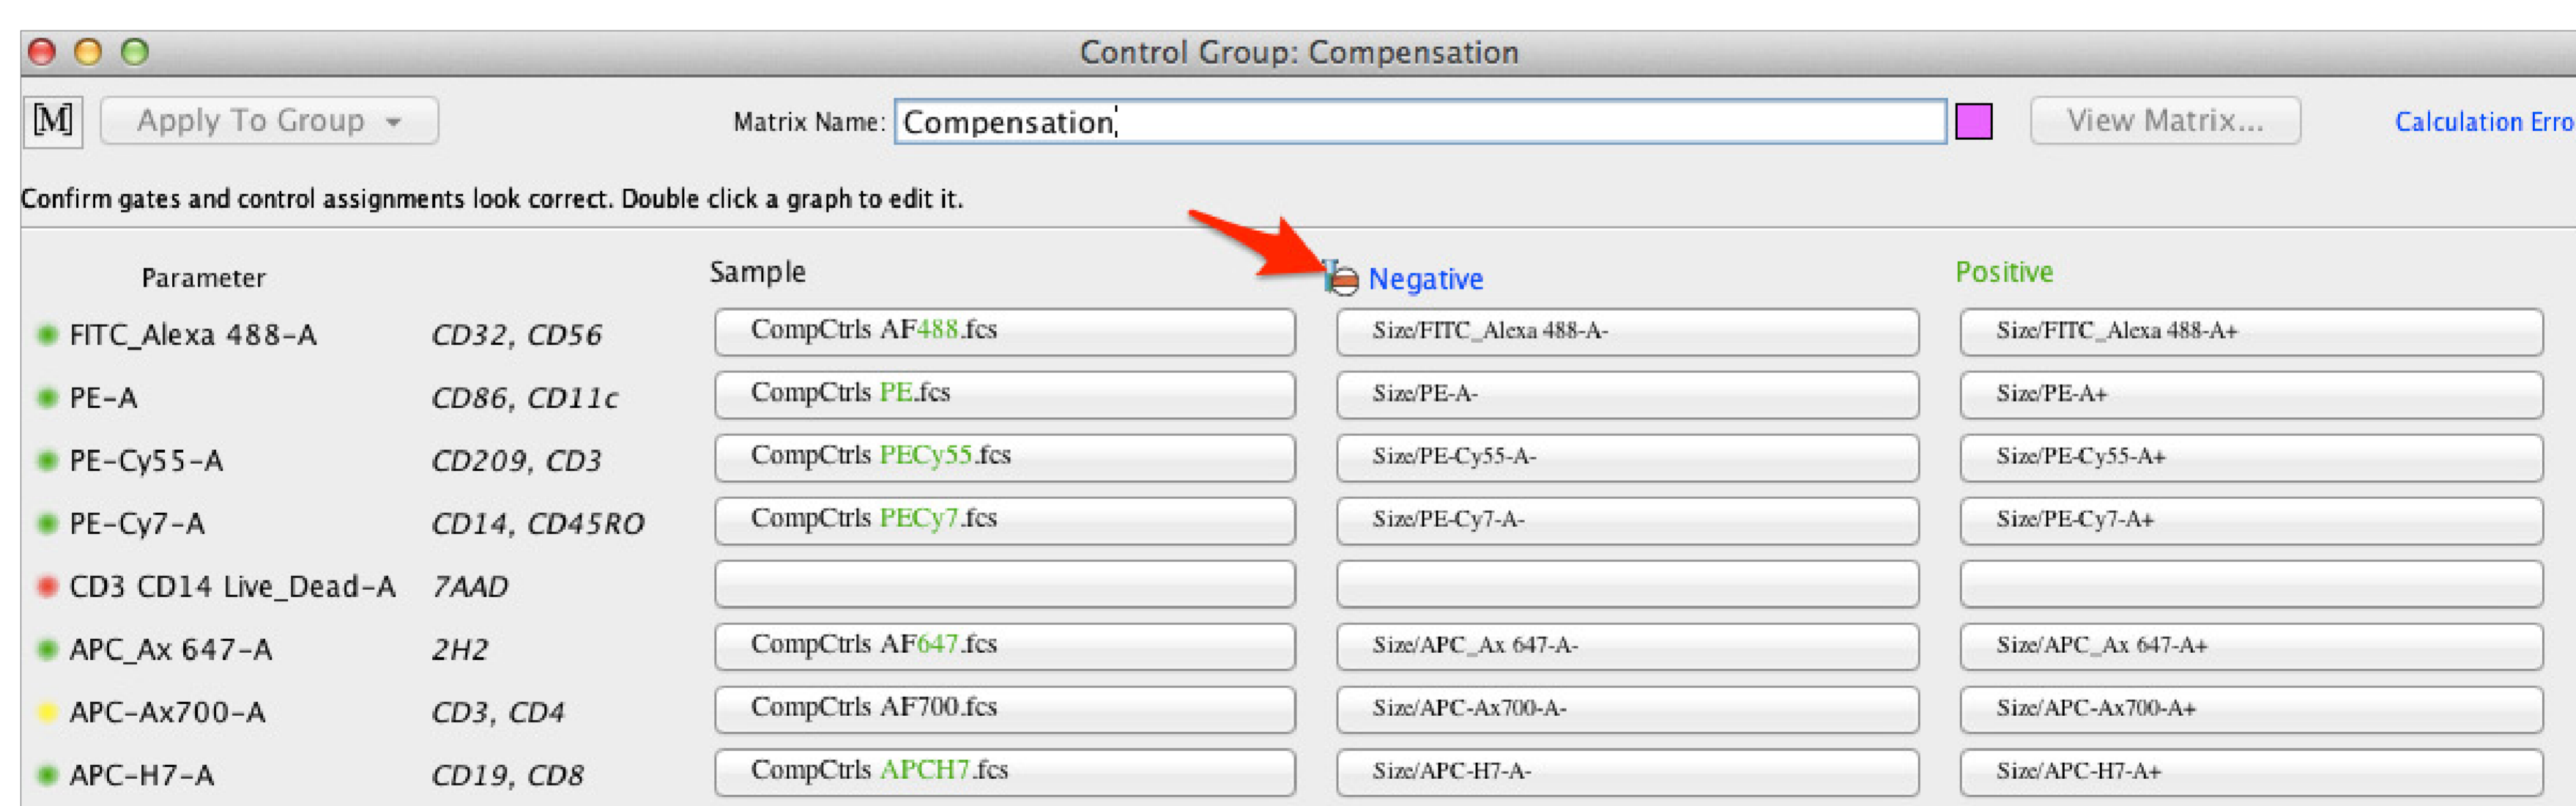 Control Group: Compensation
[M] Apply To Group Matrix Name: Compensation View Matrix... Calculation Erro
Confirm gates and control assignments look correct. Double click a graph to edit it.
Parameter Sample Negative Positive
FITC_Alexa 488-A CD32, CD56 CompCtrls AF488.fcs Size/FITC_Alexa 488-A- Size/FITC_Alexa 488-A+
PE-A CD86, CD11c CompCtrls PE.fcs Size/PE-A- Size/PE-A+
PE-Cy55-A CD209, CD3 CompCtrls PECy55.fcs Size/PE-Cy55-A- Size/PE-Cy55-A+
PE-Cy7-A CD14, CD45RO CompCtrls PECy7.fcs Size/PE-Cy7-A- Size/PE-Cy7-A+
CD3 CD14 Live_Dead-A 7AAD
APC_Ax 647-A 2H2 CompCtrls AF647.fcs Size/APC_Ax 647-A- Size/APC_Ax 647-A+
APC-Ax700-A CD3, CD4 CompCtrls AF700.fcs Size/APC-Ax700-A- Size/APC-Ax700-A+
APC-H7-A CD19, CD8 CompCtrls APCH7.fcs Size/APC-H7-A- Size/APC-H7-A+